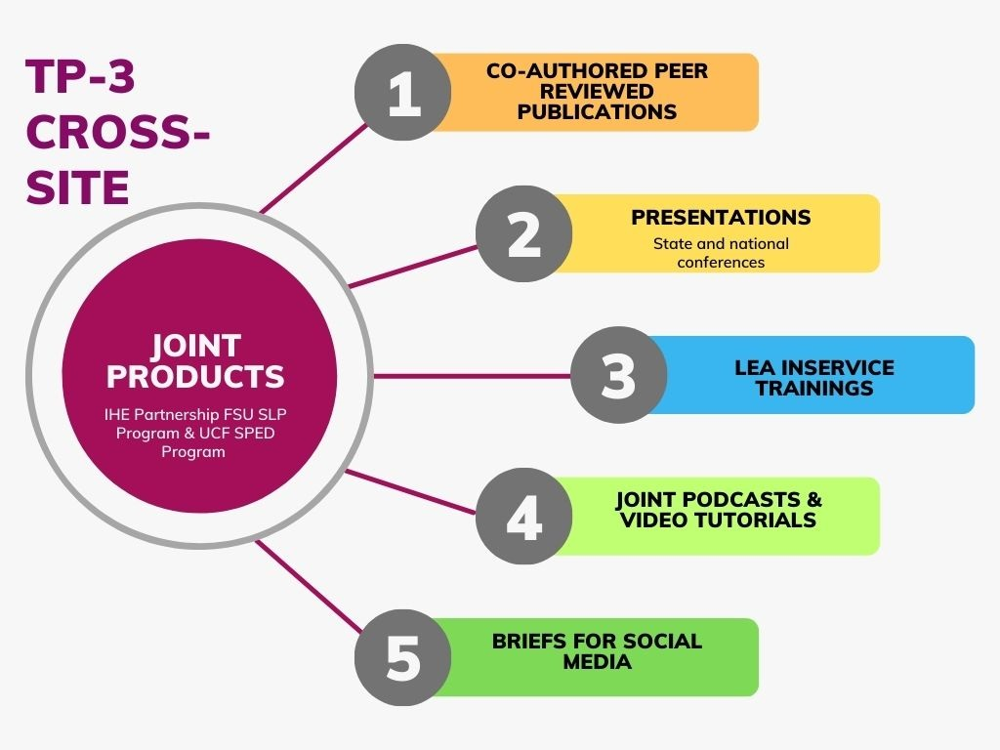 TP-3
CROSS-
SITE
JOINT
PRODUCTS
IHE Partnership FSU SLP
Program & UCF SPED
Program
1
CO-AUTHORED PEER
REVIEWED
PUBLICATIONS
2
PRESENTATIONS
State and national
conferences
3
LEA INSERVICE
TRAININGS
4
JOINT PODCASTS &
VIDEO TUTORIALS
5
BRIEFS FOR SOCIAL
MEDIA